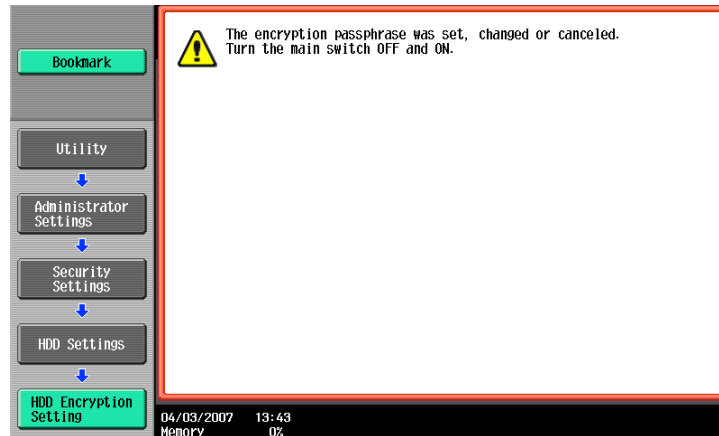 Bookmark
Utility
Administrator
Settings
Security
Settings
HDD Settings
HDD Encryption
Setting
The encryption passphrase was set, changed or canceled.
Turn the main switch OFF and ON.
04/03/2007 13:43
Memory 0%